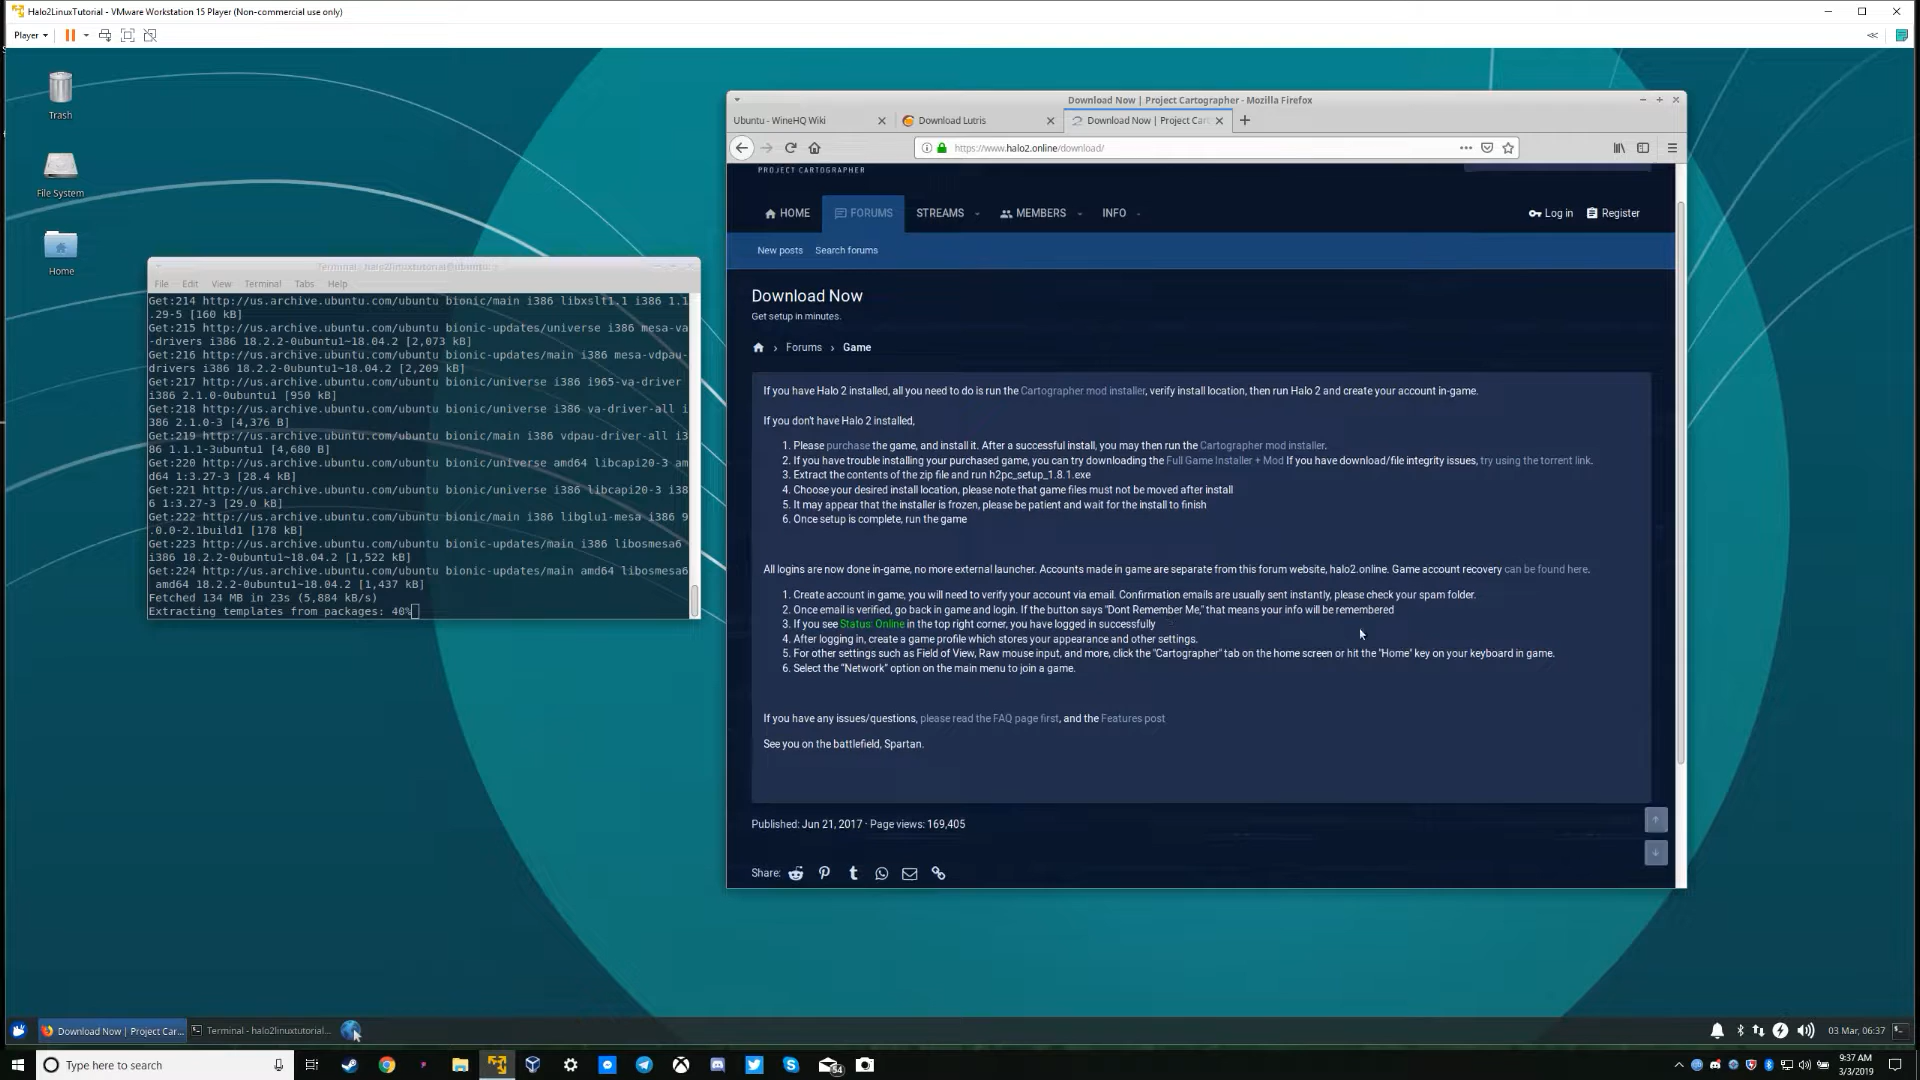 Halo2LinuxTutorial - VMware Workstation 15 Player (Non-commercial use only)
Player
Trash
File System
Home
Terminal - halo2linuxtutorial@ubuntu: ~
File Edit View Terminal Tabs Help
Get:214 http://us.archive.ubuntu.com/ubuntu bionic/main i386 libxslt1.1 i386 1.1
.29-5 [160 kB]
Get:215 http://us.archive.ubuntu.com/ubuntu bionic-updates/universe i386 mesa-va
-drivers i386 18.2.2-0ubuntu1~18.04.2 [2,073 kB]
Get:216 http://us.archive.ubuntu.com/ubuntu bionic-updates/main i386 mesa-vdpau-
drivers i386 18.2.2-0ubuntu1~18.04.2 [2,209 kB]
Get:217 http://us.archive.ubuntu.com/ubuntu bionic/universe i386 i965-va-driver
i386 2.1.0-0ubuntu1 [950 kB]
Get:218 http://us.archive.ubuntu.com/ubuntu bionic/universe i386 va-driver-all i
386 2.1.0-3 [4,376 B]
Get:219 http://us.archive.ubuntu.com/ubuntu bionic/main i386 vdpau-driver-all i3
86 1.1.1-3ubuntu1 [4,680 B]
Get:220 http://us.archive.ubuntu.com/ubuntu bionic/universe amd64 libcapi20-3 am
d64 1:3.27-3 [28.4 kB]
Get:221 http://us.archive.ubuntu.com/ubuntu bionic/universe i386 libcapi20-3 i38
6 1:3.27-3 [29.0 kB]
Get:222 http://us.archive.ubuntu.com/ubuntu bionic/main i386 libglu1-mesa i386 9
.0.0-2.1build1 [178 kB]
Get:223 http://us.archive.ubuntu.com/ubuntu bionic-updates/main i386 libosmesa6
i386 18.2.2-0ubuntu1~18.04.2 [1,522 kB]
Get:224 http://us.archive.ubuntu.com/ubuntu bionic-updates/main amd64 libosmesa6
amd64 18.2.2-0ubuntu1~18.04.2 [1,437 kB]
Fetched 134 MB in 23s (5,884 kB/s)
Extracting templates from packages: 40%
Download Now | Project Cartographer - Mozilla Firefox
Ubuntu - WineHQ Wiki
Download Lutris
Download Now | Project Car
https://www.halo2.online/download/
PROJECT CARTOGRAPHER
HOME FORUMS STREAMS MEMBERS INFO Log in Register
New posts Search forums
Download Now
Get setup in minutes.
Forums › Game
If you have Halo 2 installed, all you need to do is run the Cartographer mod installer, verify install location, then run Halo 2 and create your account in-game.
If you don't have Halo 2 installed,
1. Please purchase the game, and install it. After a successful install, you may then run the Cartographer mod installer.
2. If you have trouble installing your purchased game, you can try downloading the Full Game Installer + Mod If you have download/file integrity issues, try using the torrent link.
3. Extract the contents of the zip file and run h2pc_setup_1.8.1.exe
4. Choose your desired install location, please note that game files must not be moved after install
5. It may appear that the installer is frozen, please be patient and wait for the install to finish
6. Once setup is complete, run the game
All logins are now done in-game, no more external launcher. Accounts made in game are separate from this forum website, halo2.online. Game account recovery can be found here.
1. Create account in game, you will need to verify your account via email. Confirmation emails are usually sent instantly, please check your spam folder.
2. Once email is verified, go back in game and login. If the button says "Dont Remember Me," that means your info will be remembered
3. If you see Status: Online in the top right corner, you have logged in successfully
4. After logging in, create a game profile which stores your appearance and other settings.
5. For other settings such as Field of View, Raw mouse input, and more, click the "Cartographer" tab on the home screen or hit the "Home" key on your keyboard in game.
6. Select the "Network" option on the main menu to join a game.
If you have any issues/questions, please read the FAQ page first, and the Features post
See you on the battlefield, Spartan.
Published: Jun 21, 2017 · Page views: 169,405
Share:
Download Now | Project Car...
Terminal - halo2linuxtutorial...
03 Mar, 06:37
Type here to search
54
9:37 AM
3/3/2019